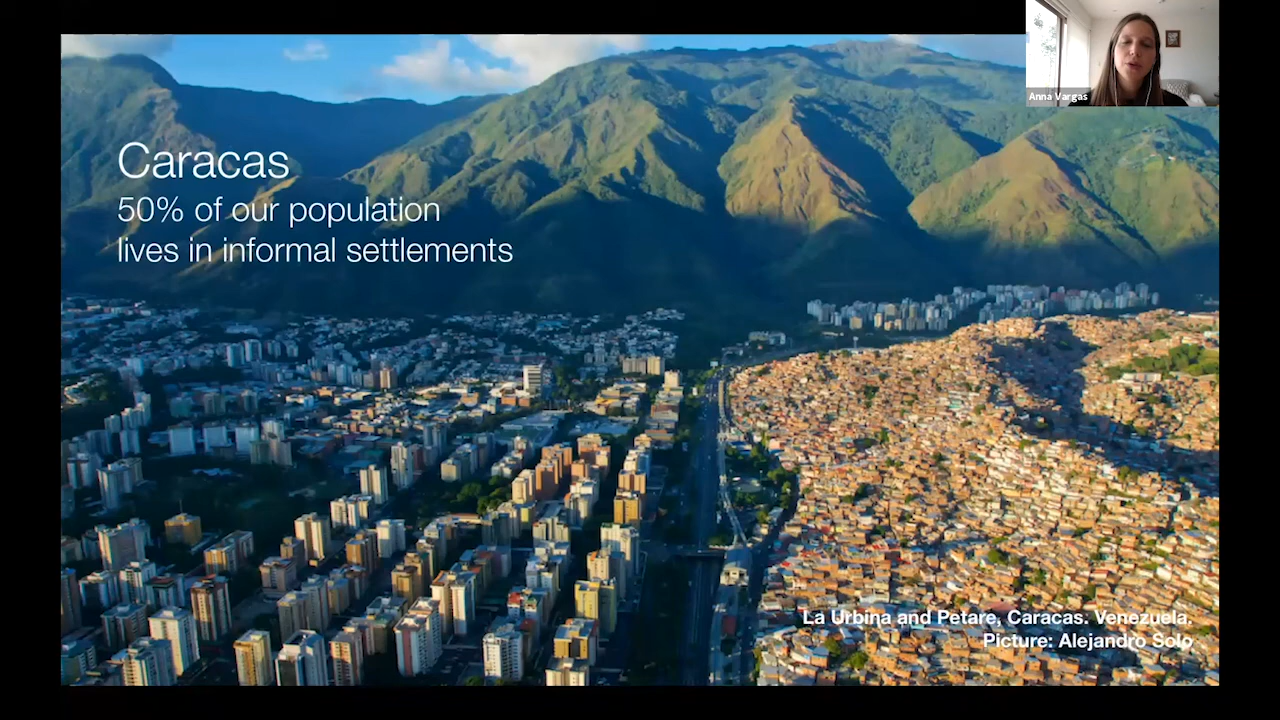 Anna Vargas
Caracas
50% of our population
lives in informal settlements
La Urbina and Petare, Caracas. Venezuela.
Picture: Alejandro Solo